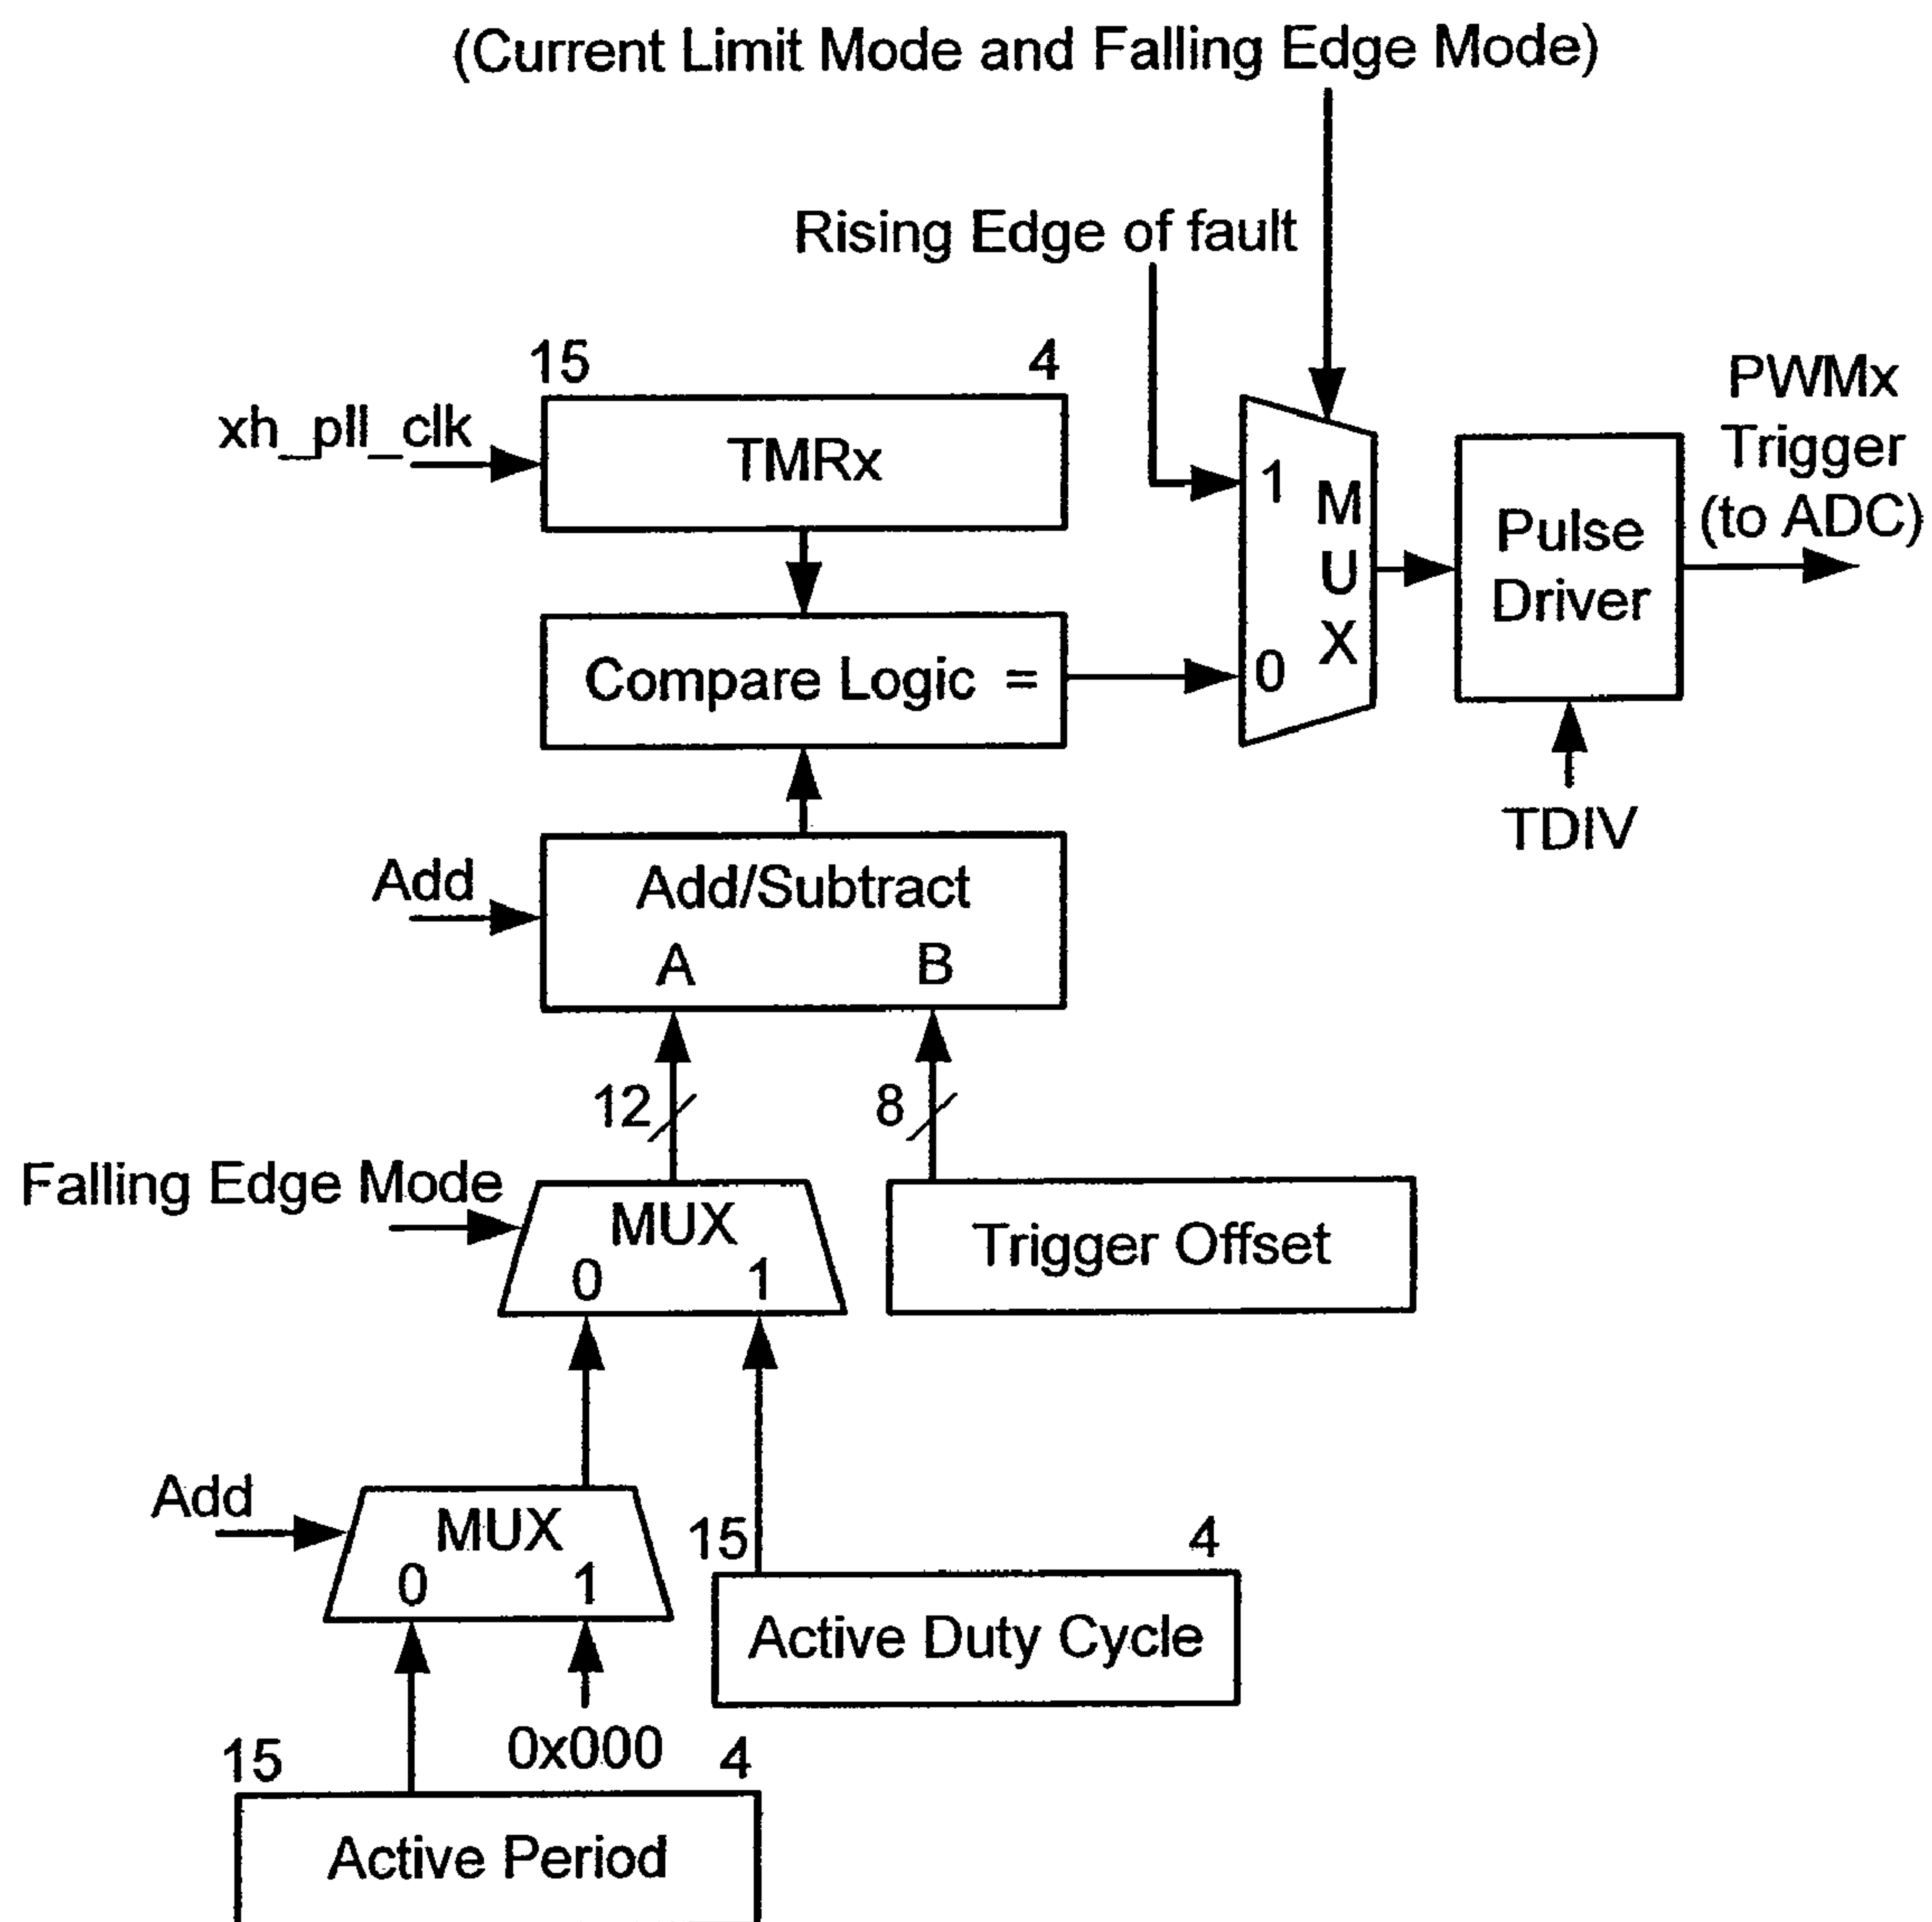 (Current Limit Mode and Falling Edge Mode)
Rising Edge of fault
15
4
xh_pll_clk
TMRx
1
0
MUX
PWMx
Trigger
(to ADC)
Pulse
Driver
TDIV
Compare Logic =
Add
Add/Subtract
A
B
12
8
Falling Edge Mode
MUX
0
1
Trigger Offset
Add
MUX
0
1
15
4
Active Duty Cycle
0x000
15
4
Active Period